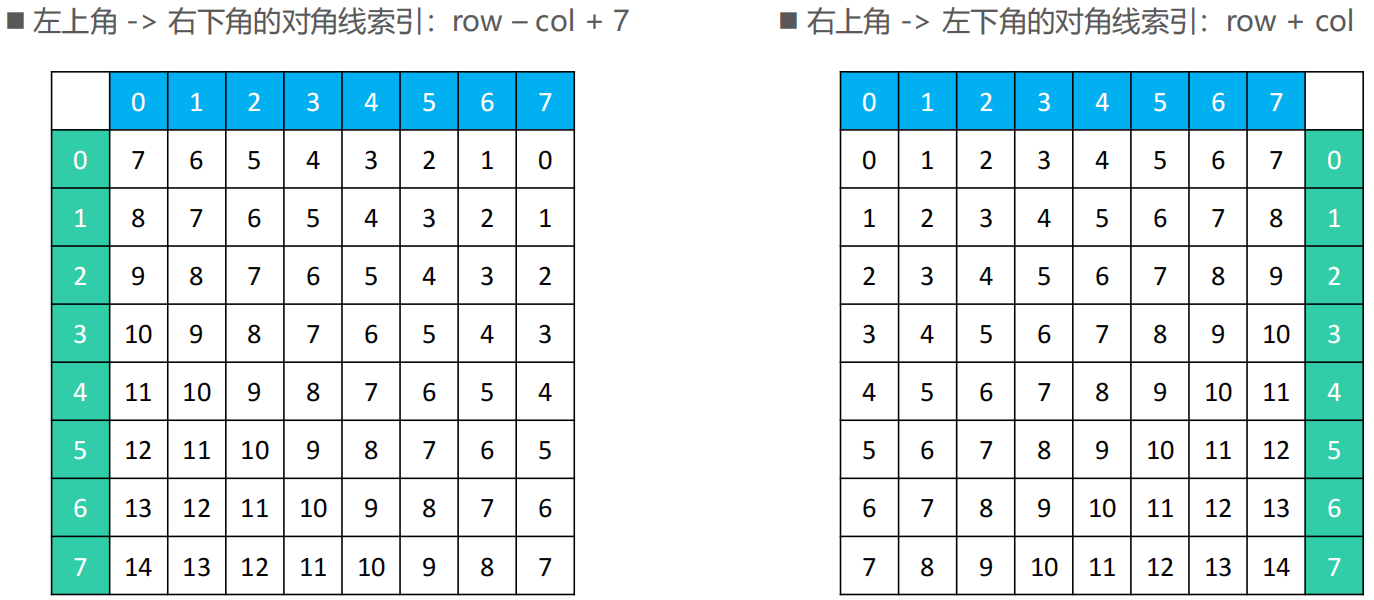 ■ 左上角 -> 右下角的对角线索引：row – col + 7
0 1 2 3 4 5 6 7
0 7 6 5 4 3 2 1 0
1 8 7 6 5 4 3 2 1
2 9 8 7 6 5 4 3 2
3 10 9 8 7 6 5 4 3
4 11 10 9 8 7 6 5 4
5 12 11 10 9 8 7 6 5
6 13 12 11 10 9 8 7 6
7 14 13 12 11 10 9 8 7
■ 右上角 -> 左下角的对角线索引：row + col
0 1 2 3 4 5 6 7
0 1 2 3 4 5 6 7 0
1 2 3 4 5 6 7 8 1
2 3 4 5 6 7 8 9 2
3 4 5 6 7 8 9 10 3
4 5 6 7 8 9 10 11 4
5 6 7 8 9 10 11 12 5
6 7 8 9 10 11 12 13 6
7 8 9 10 11 12 13 14 7